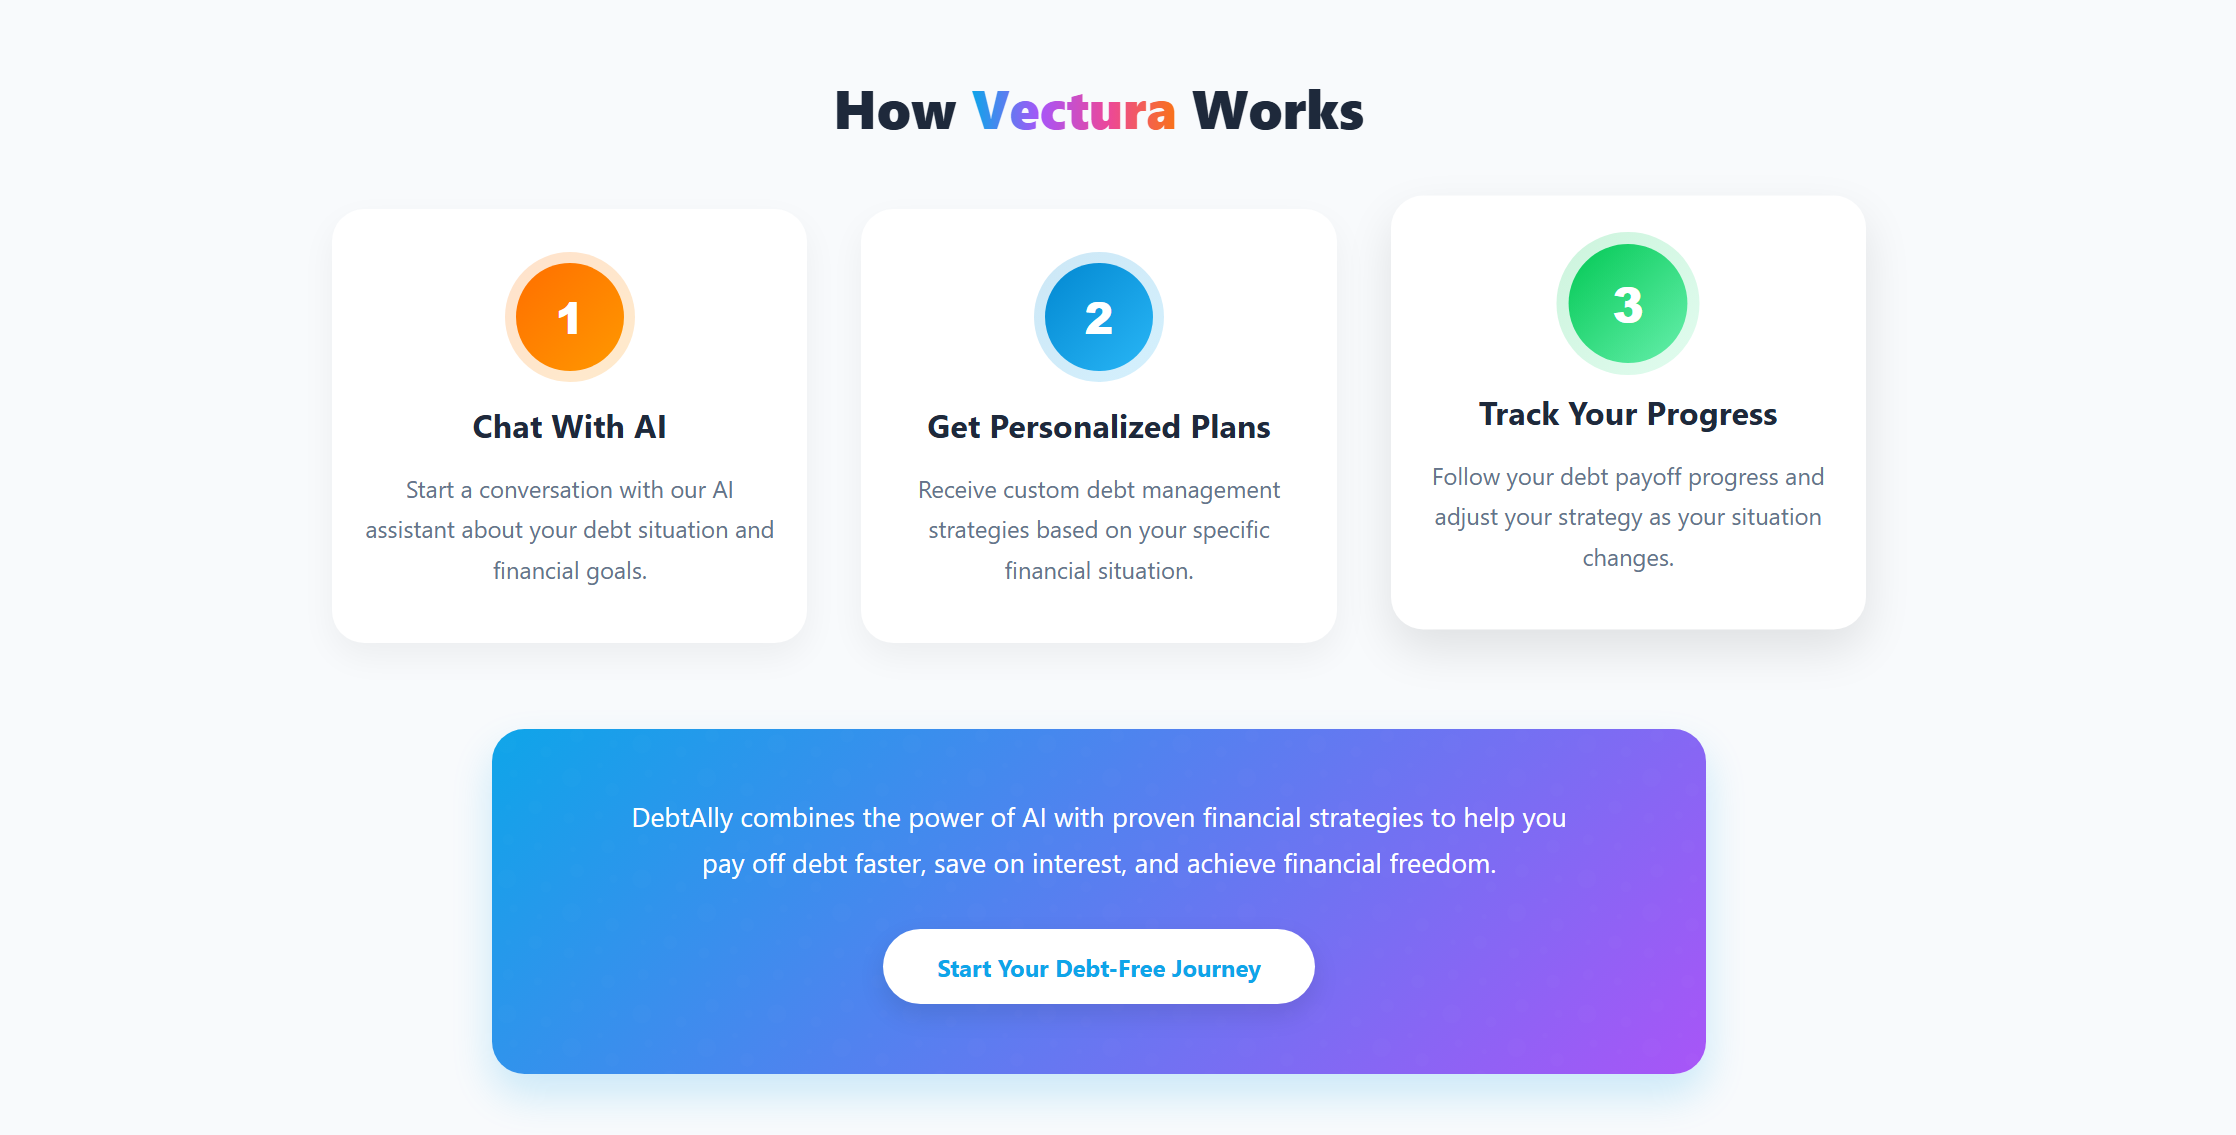 How Vectura Works
1
Chat With AI
Start a conversation with our AI
assistant about your debt situation and
financial goals.
2
Get Personalized Plans
Receive custom debt management
strategies based on your specific
financial situation.
3
Track Your Progress
Follow your debt payoff progress and
adjust your strategy as your situation
changes.
DebtAlly combines the power of AI with proven financial strategies to help you
pay off debt faster, save on interest, and achieve financial freedom.
Start Your Debt-Free Journey